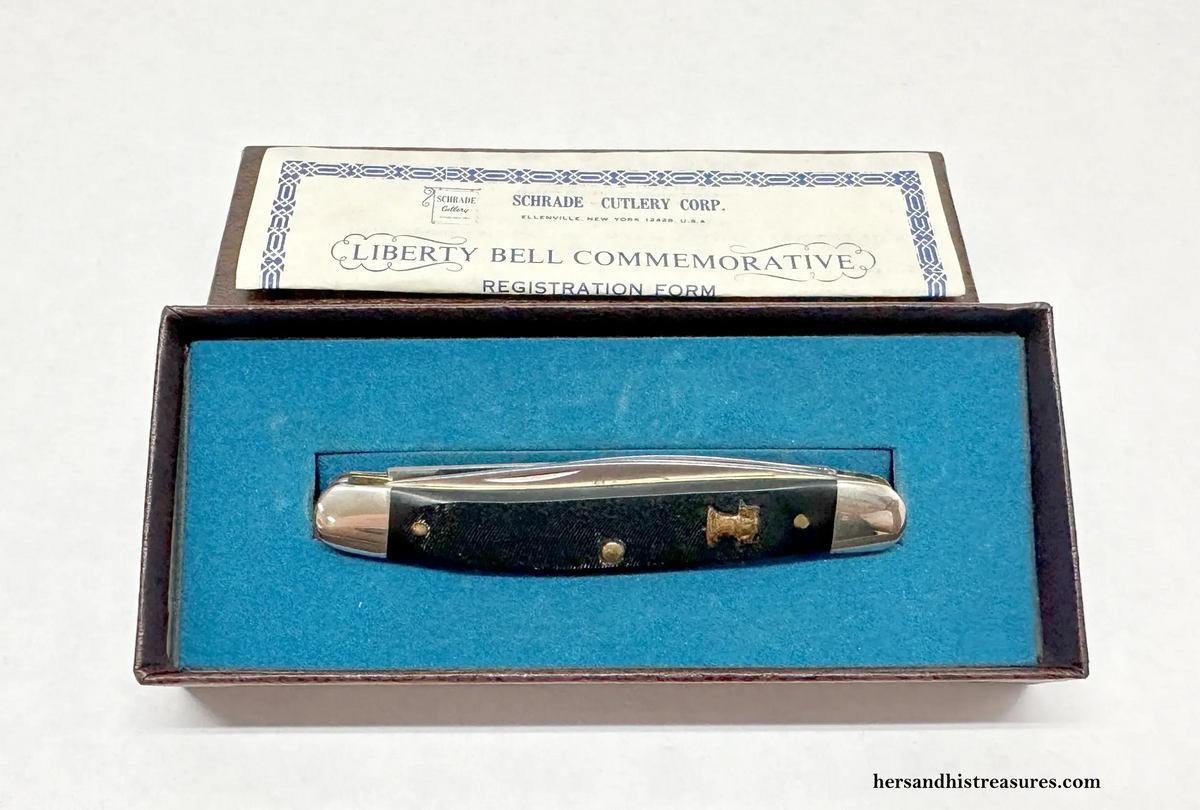 SCHRADE
Cutlery
SCHRADE CUTLERY CORP.
ELLENVILLE, NEW YORK 12428 U.S.A.
LIBERTY BELL COMMEMORATIVE
REGISTRATION FORM
hersandhistreasures.com